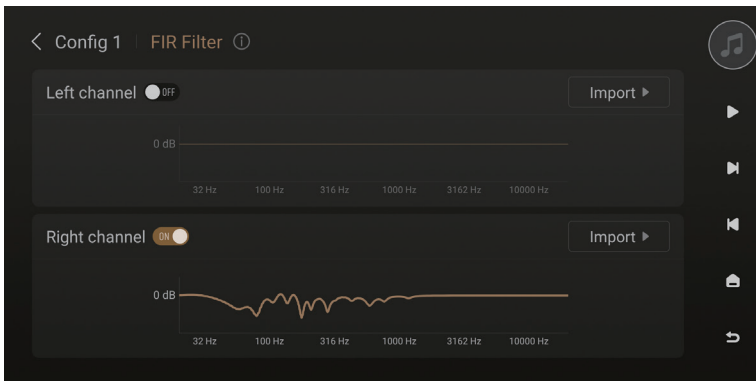 Config 1 | FIR Filter
Left channel OFF Import
0 dB
32 Hz 100 Hz 316 Hz 1000 Hz 3162 Hz 10000 Hz
Right channel ON Import
0 dB
32 Hz 100 Hz 316 Hz 1000 Hz 3162 Hz 10000 Hz